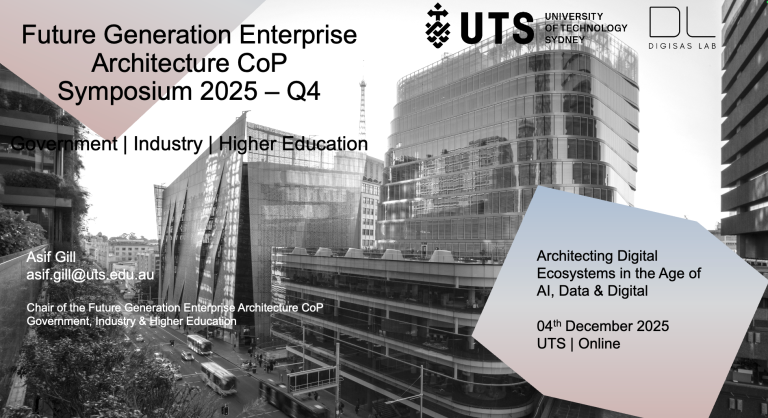 Future Generation Enterprise
Architecture CoP
Symposium 2025 – Q4
Government | Industry | Higher Education
UTS
UNIVERSITY
OF TECHNOLOGY
SYDNEY
DL
DIGISAS LAB
Asif Gill
asif.gill@uts.edu.au
Chair of the Future Generation Enterprise Architecture CoP
Government, Industry & Higher Education
Architecting Digital
Ecosystems in the Age of
AI, Data & Digital
04th December 2025
UTS | Online